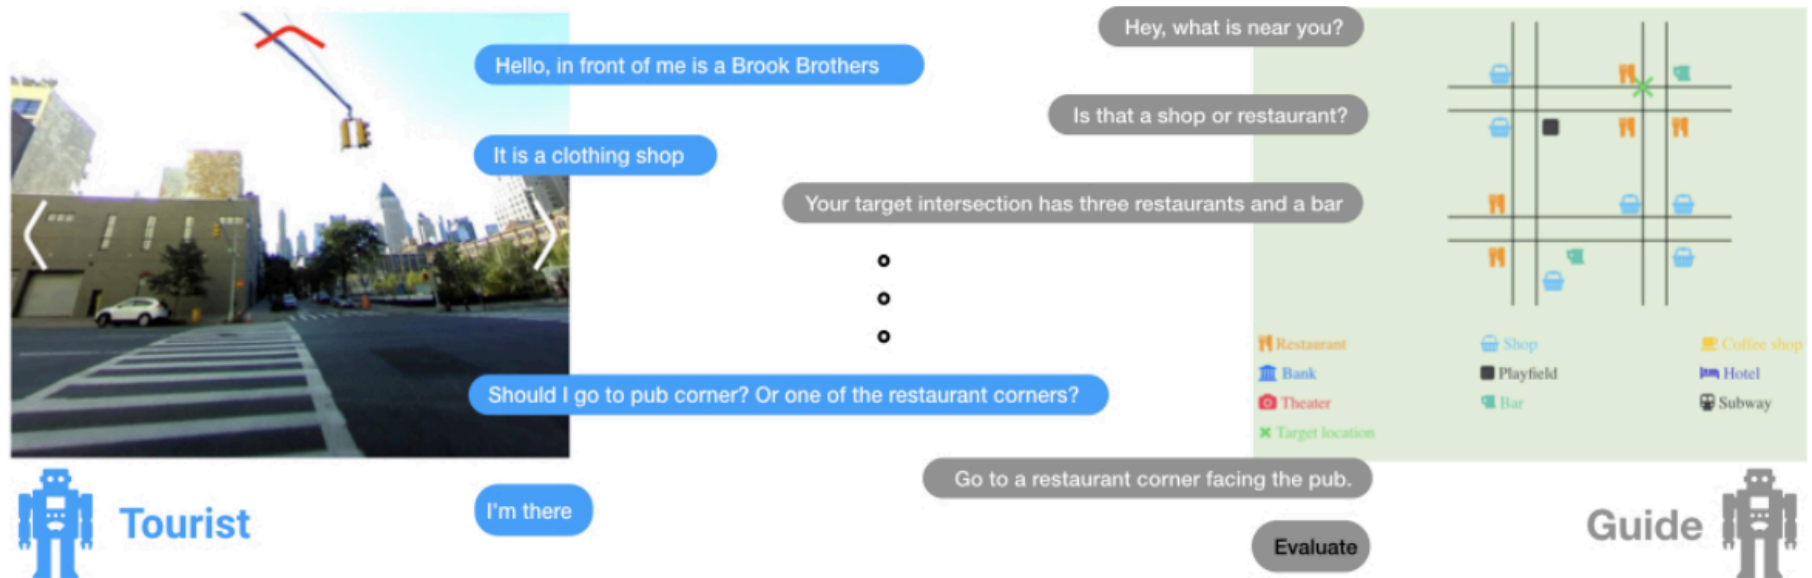 Hey, what is near you?
Hello, in front of me is a Brook Brothers
Is that a shop or restaurant?
It is a clothing shop
Your target intersection has three restaurants and a bar
Should I go to pub corner? Or one of the restaurant corners?
Go to a restaurant corner facing the pub.
I'm there
Evaluate
Restaurant Shop Coffee shop
Bank Playfield Hotel
Theater Bar Subway
Target location
Tourist
Guide